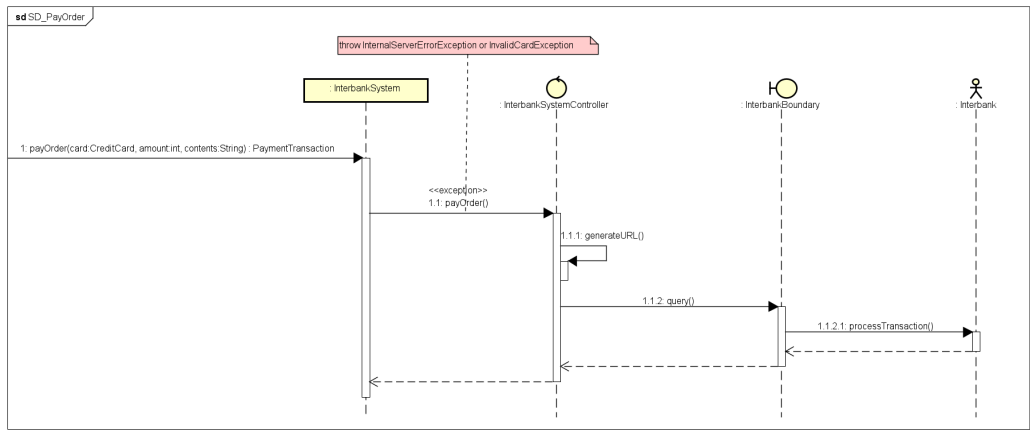 sd SD_PayOrder
throw InternalServerErrorException or InvalidCardException
: InterbankSystem
: InterbankSystemController
: InterbankBoundary
: Interbank
1: payOrder(card:CreditCard, amount:int, contents:String) : PaymentTransaction
<<exception>>
1.1: payOrder()
1.1.1: generateURL()
1.1.2: query()
1.1.2.1: processTransaction()